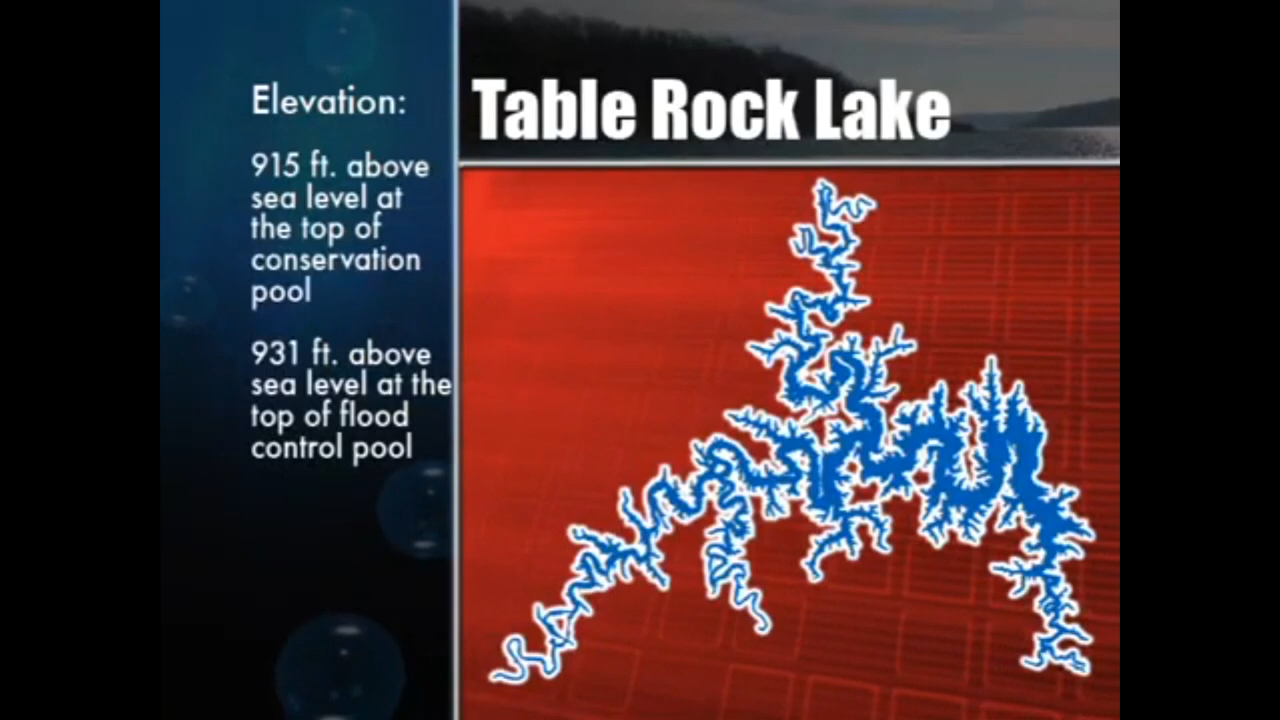 Table Rock Lake
Elevation:
915 ft. above
sea level at
the top of
conservation
pool
931 ft. above
sea level at the
top of flood
control pool